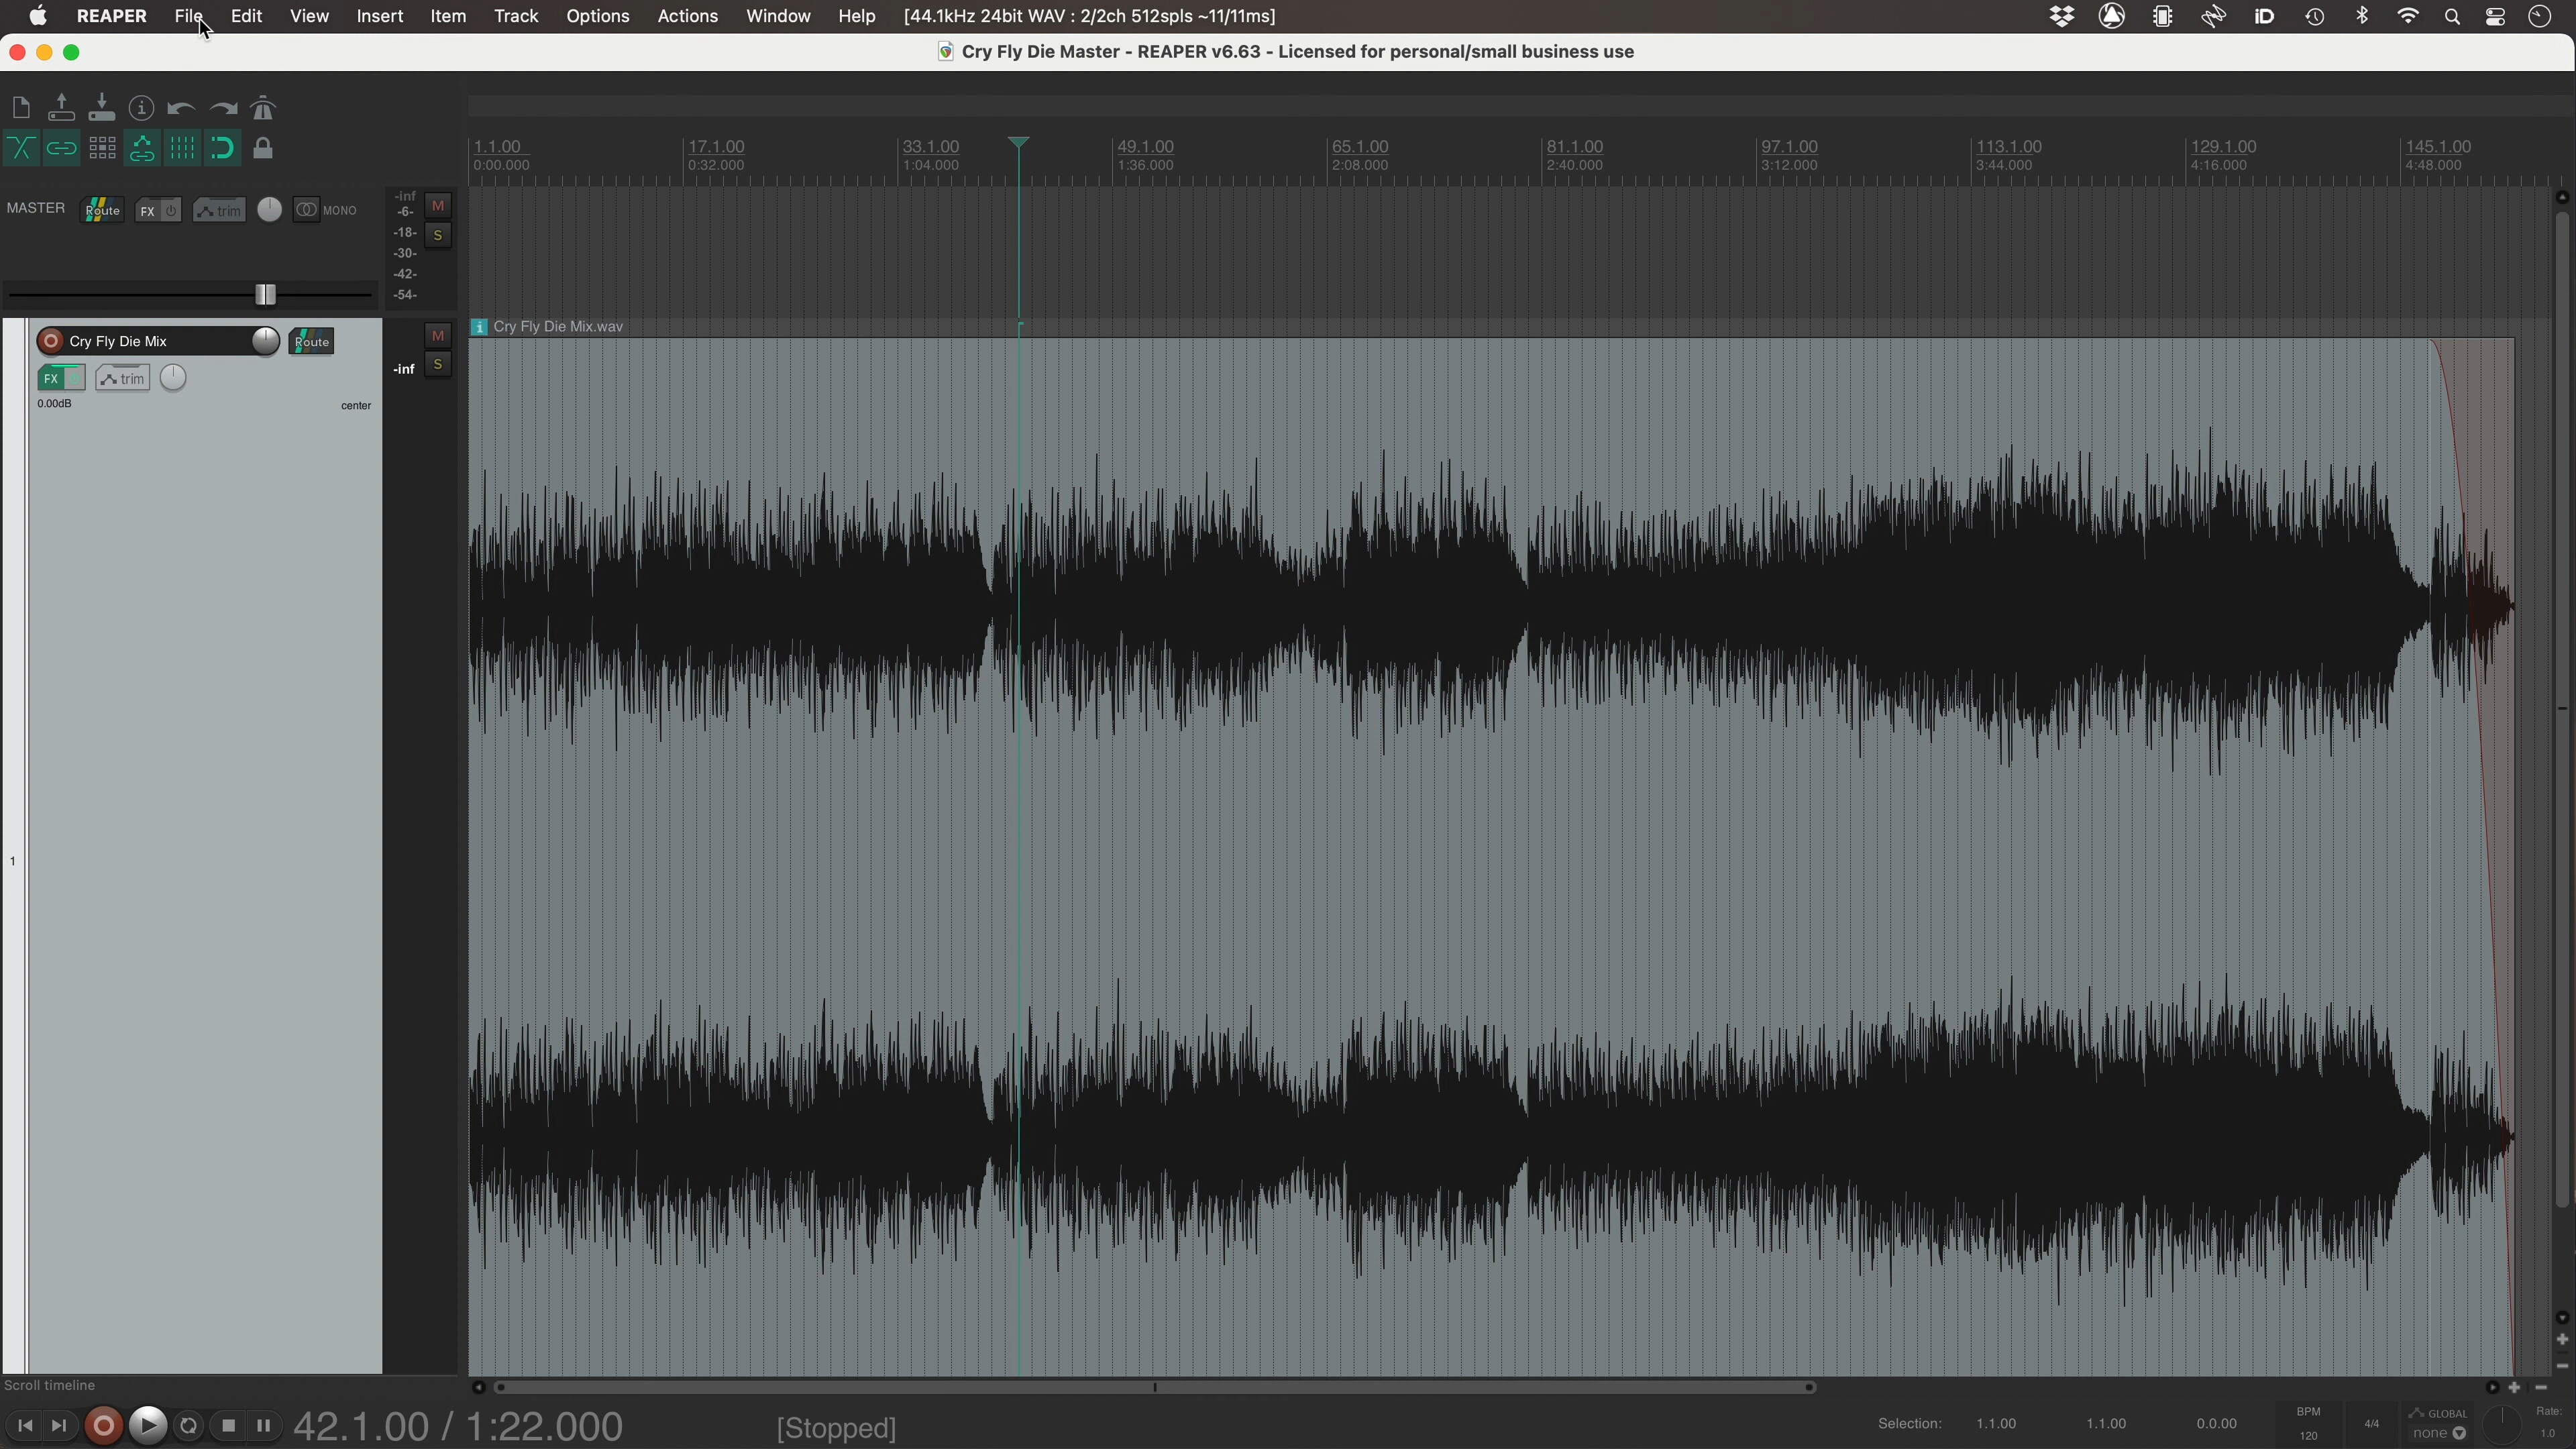 REAPER File Edit View Insert Item Track Options Actions Window Help [44.1kHz 24bit WAV : 2/2ch 512spls ~11/11ms] iD
Cry Fly Die Master - REAPER v6.63 - Licensed for personal/small business use
1.1.00 17.1.00 33.1.00 49.1.00 65.1.00 81.1.00 97.1.00 113.1.00 129.1.00 145.1.00
0:00.000 0:32.000 1:04.000 1:36.000 2:08.000 2:40.000 3:12.000 3:44.000 4:16.000 4:48.000
MASTER Route FX trim MONO
-inf M
-6-
-18- S
-30-
-42-
-54-
Cry Fly Die Mix Route M
i Cry Fly Die Mix.wav
-inf S
FX trim
0.00dB center
1
Scroll timeline
42.1.00 / 1:22.000 [Stopped]
Selection: 1.1.00 1.1.00 0.0.00
BPM
120
4/4
GLOBAL
none
Rate:
1.0